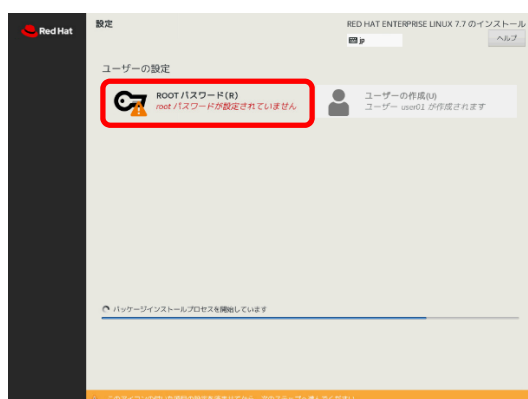 Red Hat
設定
RED HAT ENTERPRISE LINUX 7.7 のインストール
jp
ヘルプ
ユーザーの設定
ROOT パスワード(R)
root パスワードが設定されていません
ユーザーの作成(U)
ユーザー user01 が作成されます
パッケージインストールプロセスを開始しています